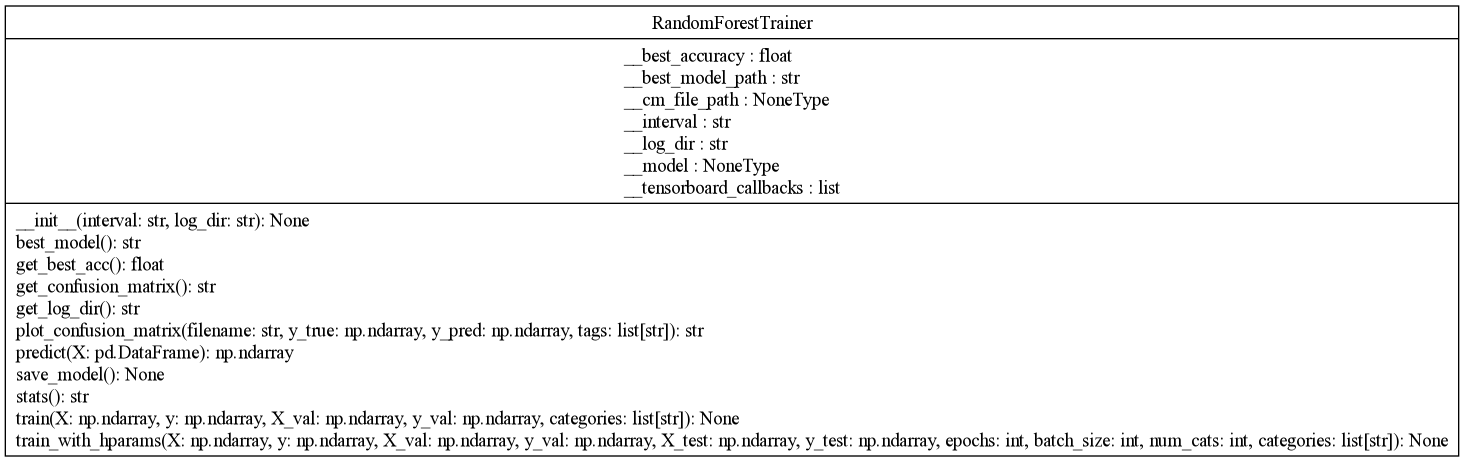 RandomForestTrainer
__best_accuracy : float
__best_model_path : str
__cm_file_path : NoneType
__interval : str
__log_dir : str
__model : NoneType
__tensorboard_callbacks : list
__init__(interval: str, log_dir: str): None
best_model(): str
get_best_acc(): float
get_confusion_matrix(): str
get_log_dir(): str
plot_confusion_matrix(filename: str, y_true: np.ndarray, y_pred: np.ndarray, tags: list[str]): str
predict(X: pd.DataFrame): np.ndarray
save_model(): None
stats(): str
train(X: np.ndarray, y: np.ndarray, X_val: np.ndarray, y_val: np.ndarray, categories: list[str]): None
train_with_hparams(X: np.ndarray, y: np.ndarray, X_val: np.ndarray, y_val: np.ndarray, X_test: np.ndarray, y_test: np.ndarray, epochs: int, batch_size: int, num_cats: int, categories: list[str]): None